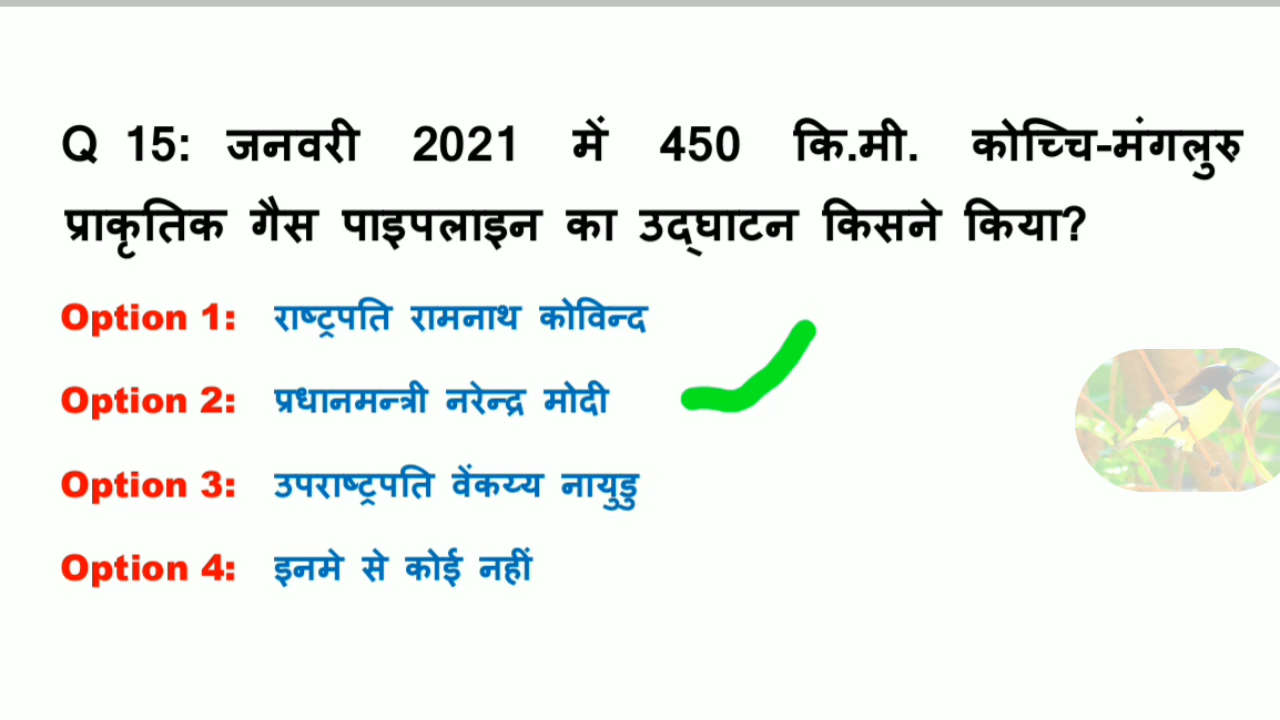 Q 15: जनवरी 2021 में 450 कि.मी. कोच्चि-मंगलुरु
प्राकृतिक गैस पाइपलाइन का उद्घाटन किसने किया?
Option 1: राष्ट्रपति रामनाथ कोविन्द
Option 2: प्रधानमन्त्री नरेन्द्र मोदी
Option 3: उपराष्ट्रपति वेंकय्य नायुडु
Option 4: इनमे से कोई नहीं